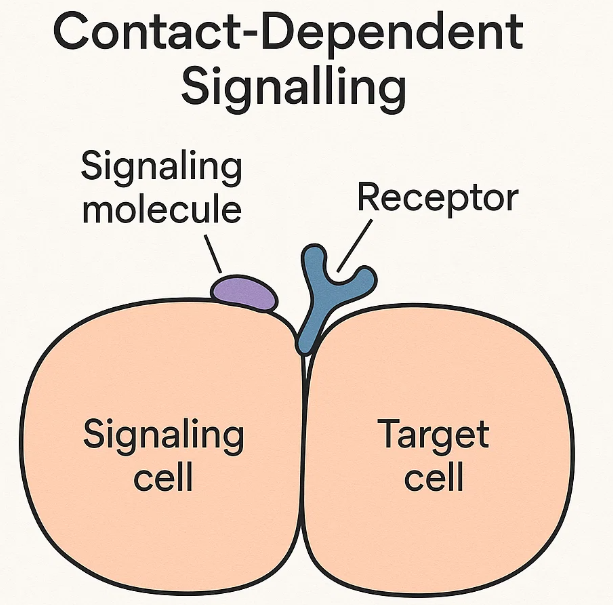 Contact-Dependent
Signalling
Signaling
molecule
Receptor
Signaling
cell
Target
cell